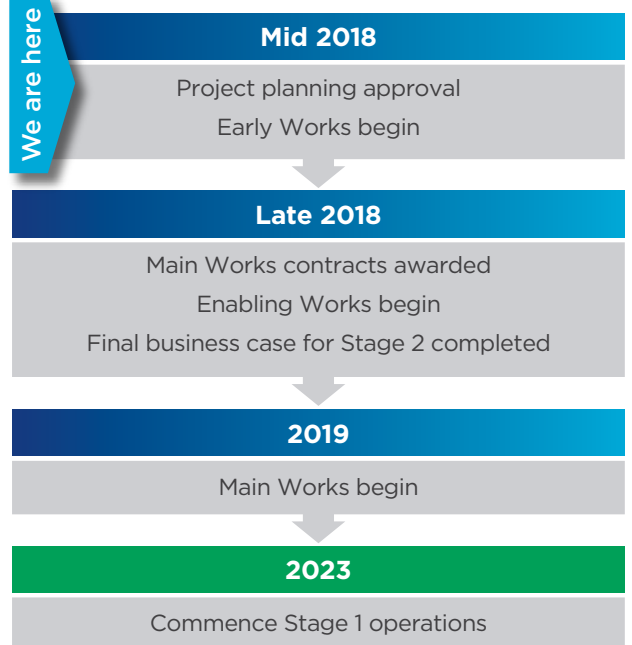 We are here
Mid 2018
Project planning approval
Early Works begin
Late 2018
Main Works contracts awarded
Enabling Works begin
Final business case for Stage 2 completed
2019
Main Works begin
2023
Commence Stage 1 operations